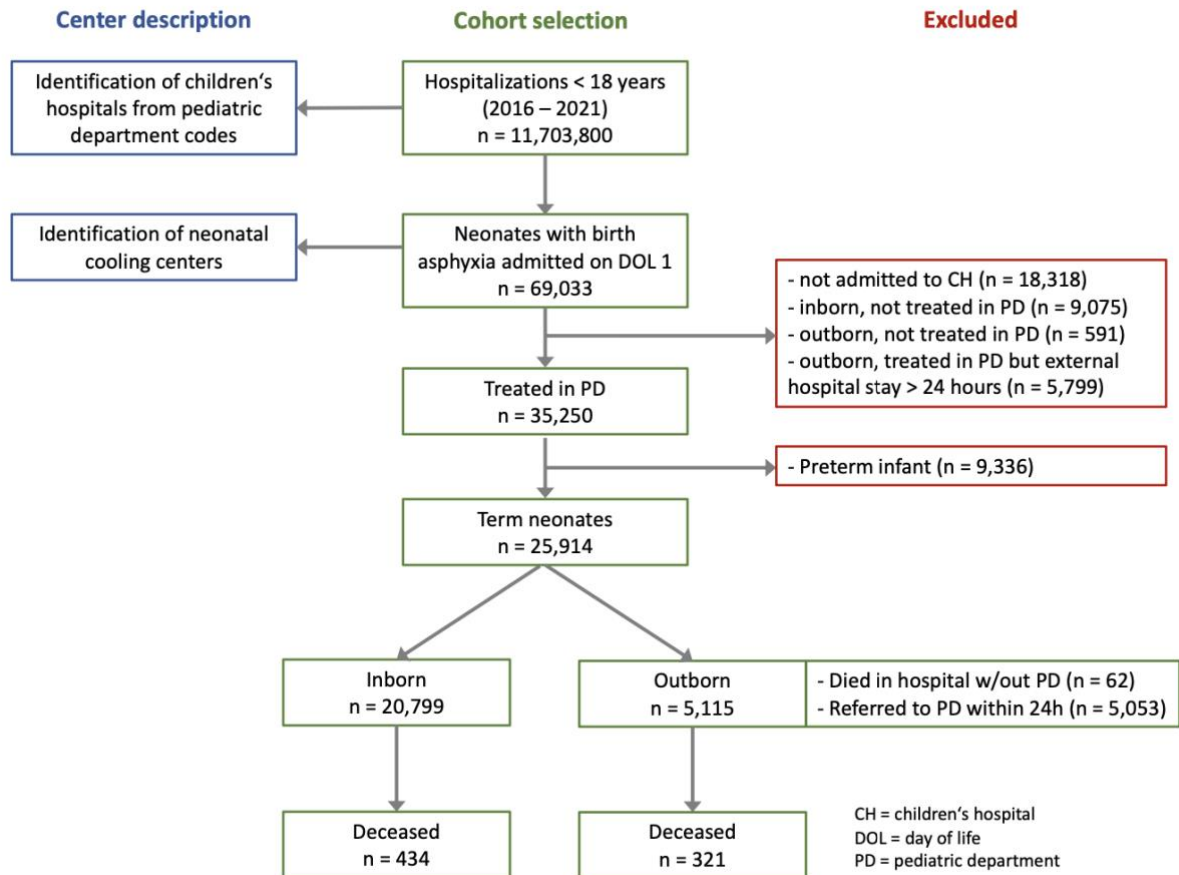 Center description
Cohort selection
Excluded
Identification of children‘s
hospitals from pediatric
department codes
Hospitalizations < 18 years
(2016 – 2021)
n = 11,703,800
Identification of neonatal
cooling centers
Neonates with birth
asphyxia admitted on DOL 1
n = 69,033
- not admitted to CH (n = 18,318)
- inborn, not treated in PD (n = 9,075)
- outborn, not treated in PD (n = 591)
- outborn, treated in PD but external
hospital stay > 24 hours (n = 5,799)
Treated in PD
n = 35,250
- Preterm infant (n = 9,336)
Term neonates
n = 25,914
Inborn
n = 20,799
Outborn
n = 5,115
- Died in hospital w/out PD (n = 62)
- Referred to PD within 24h (n = 5,053)
Deceased
n = 434
Deceased
n = 321
CH = children‘s hospital
DOL = day of life
PD = pediatric department